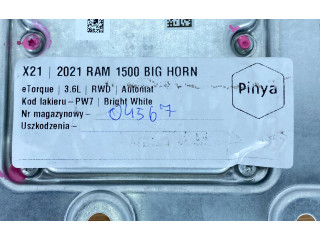 X21 | 2021 RAM 1500 BIG HORN
eTorque | 3.6L | RWD | Automat
Kod lakieru - PW7 | Bright White
Nr magazynowy - 04367
Uszkodzenia -
Pinya